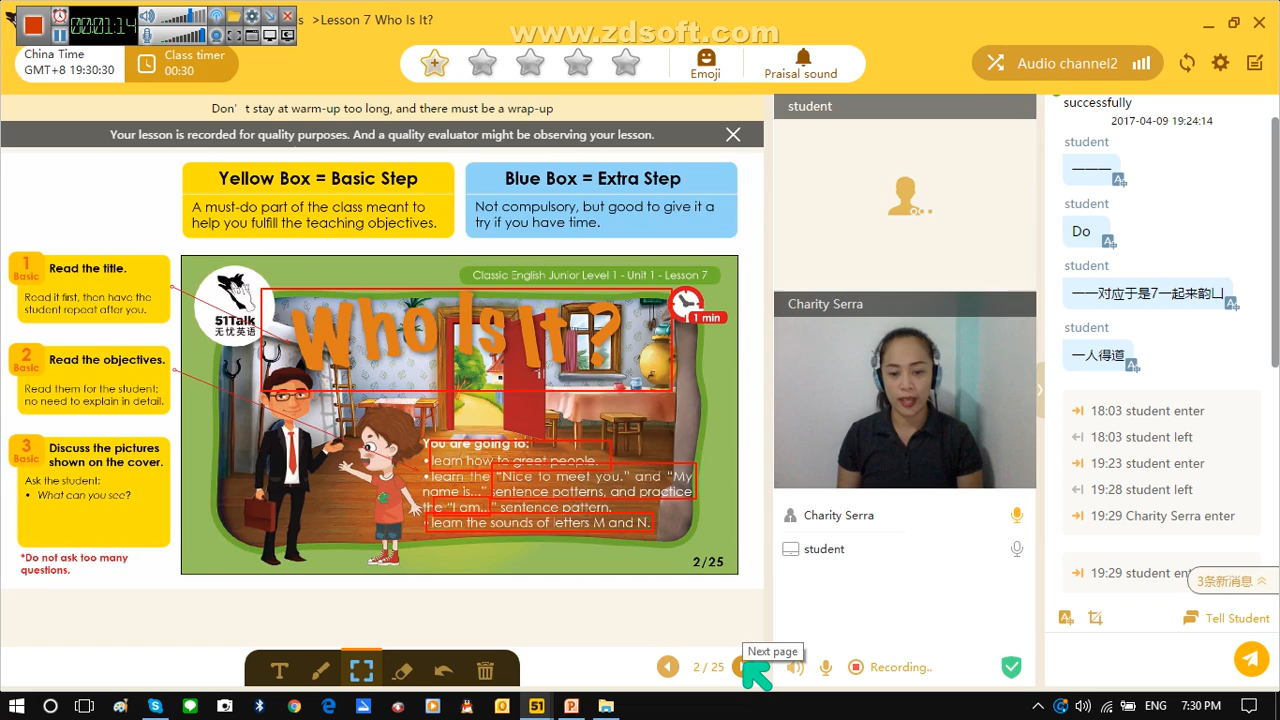 00:01:14
s >Lesson 7 Who Is It?
www.zdsoft.com
China Time
GMT+8 19:30:30
Class timer
00:30
Emoji
Praisal sound
Audio channel2
Don't stay at warm-up too long, and there must be a wrap-up
Your lesson is recorded for quality purposes. And a quality evaluator might be observing your lesson.
Yellow Box = Basic Step
A must-do part of the class meant to
help you fulfill the teaching objectives.
Blue Box = Extra Step
Not compulsory, but good to give it a
try if you have time.
1
Basic
Read the title.
Read it first, then have the
student repeat after you.
2
Basic
Read the objectives.
Read them for the student;
no need to explain in detail.
3
Basic
Discuss the pictures
shown on the cover.
Ask the student:
• What can you see?
*Do not ask too many
questions.
51Talk
无忧英语
Classic English Junior Level 1 - Unit 1 - Lesson 7
Who Is It?
1 min
You are going to:
• learn how to greet people.
• learn the "Nice to meet you." and "My
name is..." sentence patterns, and practice
the "I am..." sentence pattern.
• learn the sounds of letters M and N.
2/25
T
2 / 25
Next page
Recording..
student
Charity Serra
Charity Serra
student
successfully
2017-04-09 19:24:14
student
一一一
student
Do
student
一一对应于是7一起来韵凵
student
一人得道
18:03 student enter
18:03 student left
19:23 student enter
19:28 student left
19:29 Charity Serra enter
19:29 student en
3条新消息
Tell Student
51
ENG
7:30 PM